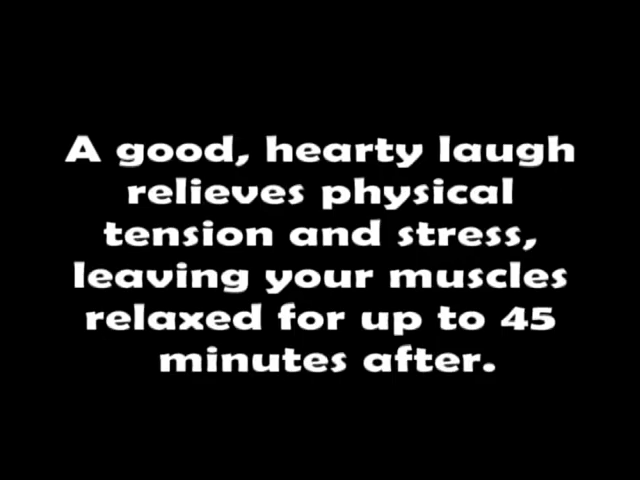 A good, hearty laugh
relieves physical
tension and stress,
leaving your muscles
relaxed for up to 45
minutes after.